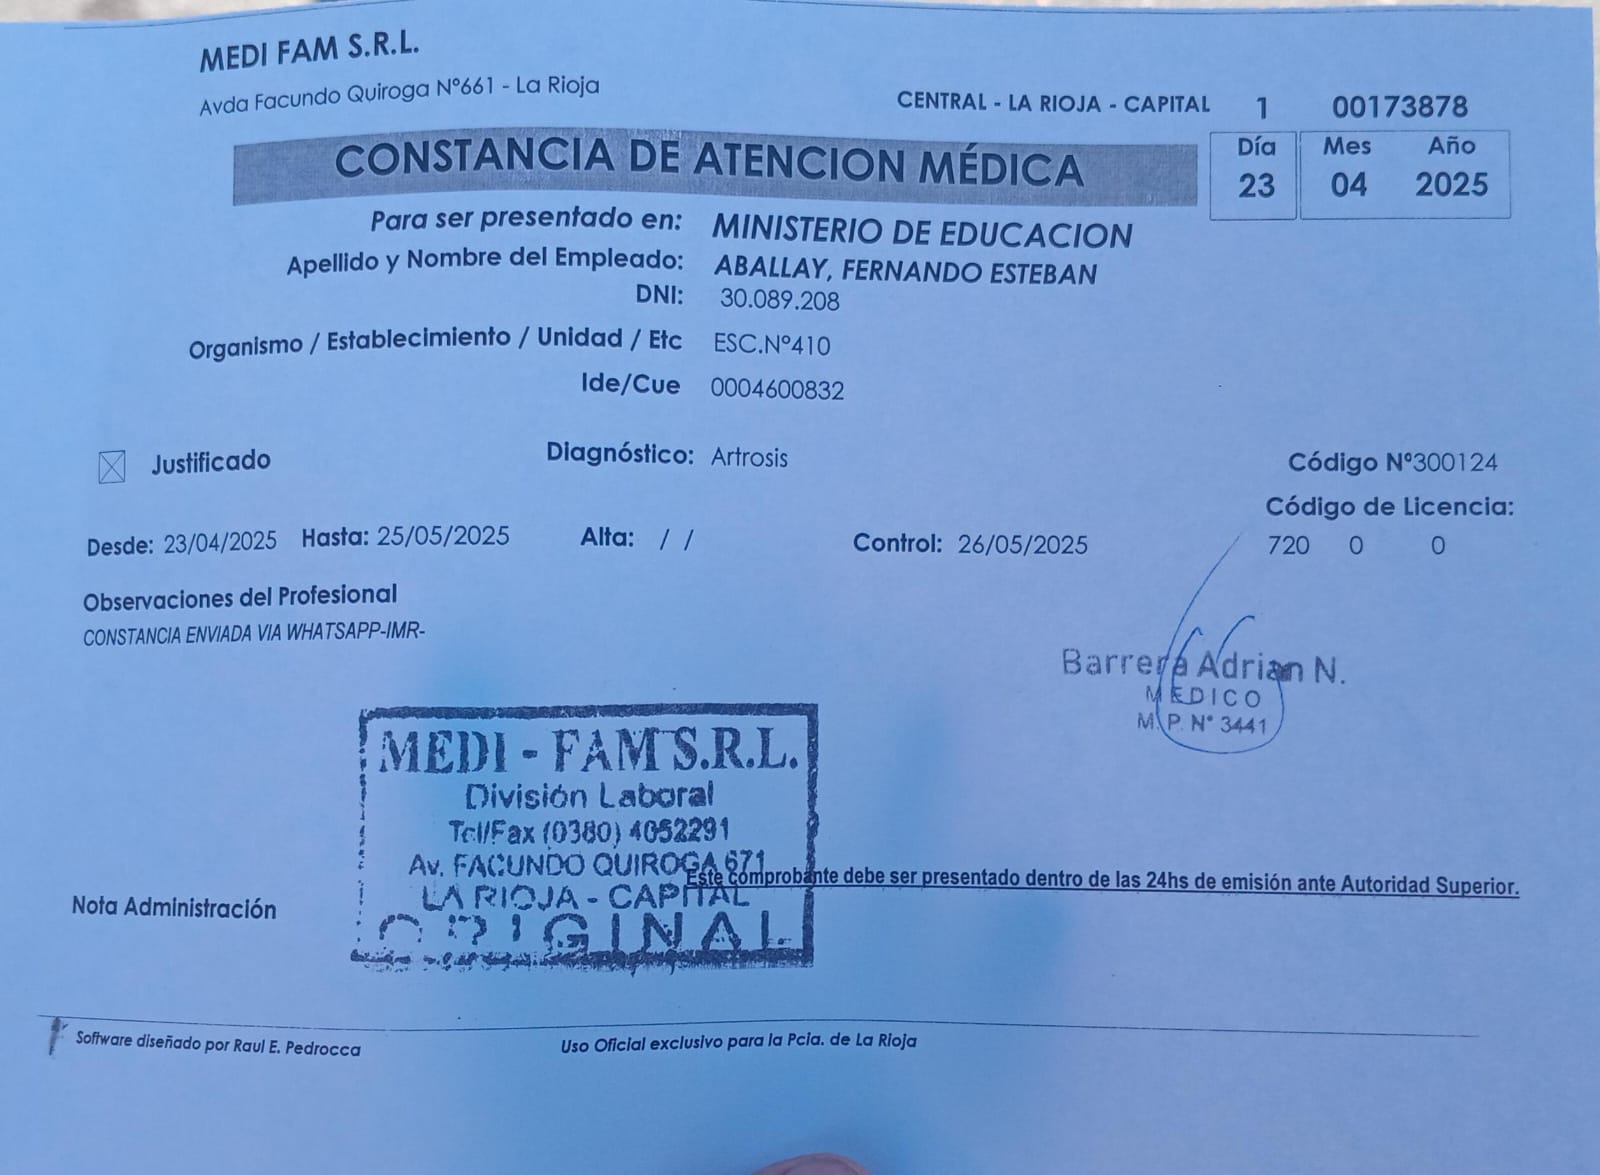 MEDI FAM S.R.L.
Avda Facundo Quiroga Nº661 - La Rioja
CENTRAL - LA RIOJA - CAPITAL 1 00173878
CONSTANCIA DE ATENCION MÉDICA
Día Mes Año
23 04 2025
Para ser presentado en: MINISTERIO DE EDUCACION
Apellido y Nombre del Empleado: ABALLAY, FERNANDO ESTEBAN
DNI: 30.089.208
Organismo / Establecimiento / Unidad / Etc ESC.Nº410
Ide/Cue 0004600832
Justificado Diagnóstico: Artrosis Código Nº300124
Código de Licencia:
Desde: 23/04/2025 Hasta: 25/05/2025 Alta: / / Control: 26/05/2025 720 0 0
Observaciones del Profesional
CONSTANCIA ENVIADA VIA WHATSAPP-IMR-
Barrera Adrian N.
MEDICO
M.P. Nº 3441
MEDI - FAM S.R.L.
División Laboral
Tel/Fax (0380) 4052291
Av. FACUNDO QUIROGA 671
LA RIOJA - CAPITAL
ORIGINAL
Este comprobante debe ser presentado dentro de las 24hs de emisión ante Autoridad Superior.
Nota Administración
Software diseñado por Raul E. Pedrocca
Uso Oficial exclusivo para la Pcia. de La Rioja